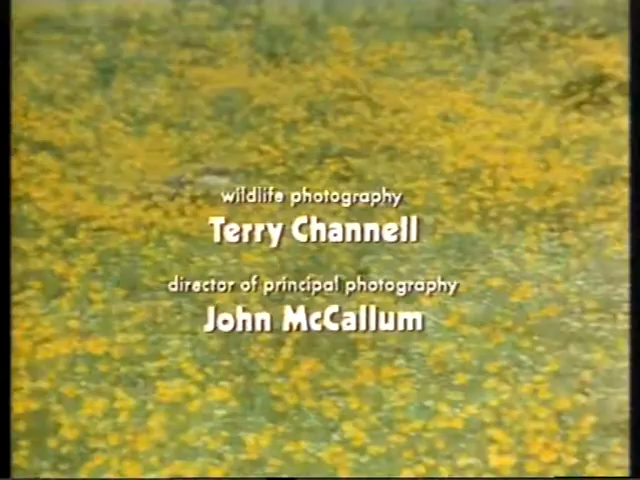 wildlife photography
Terry Channell
director of principal photography
John McCallum